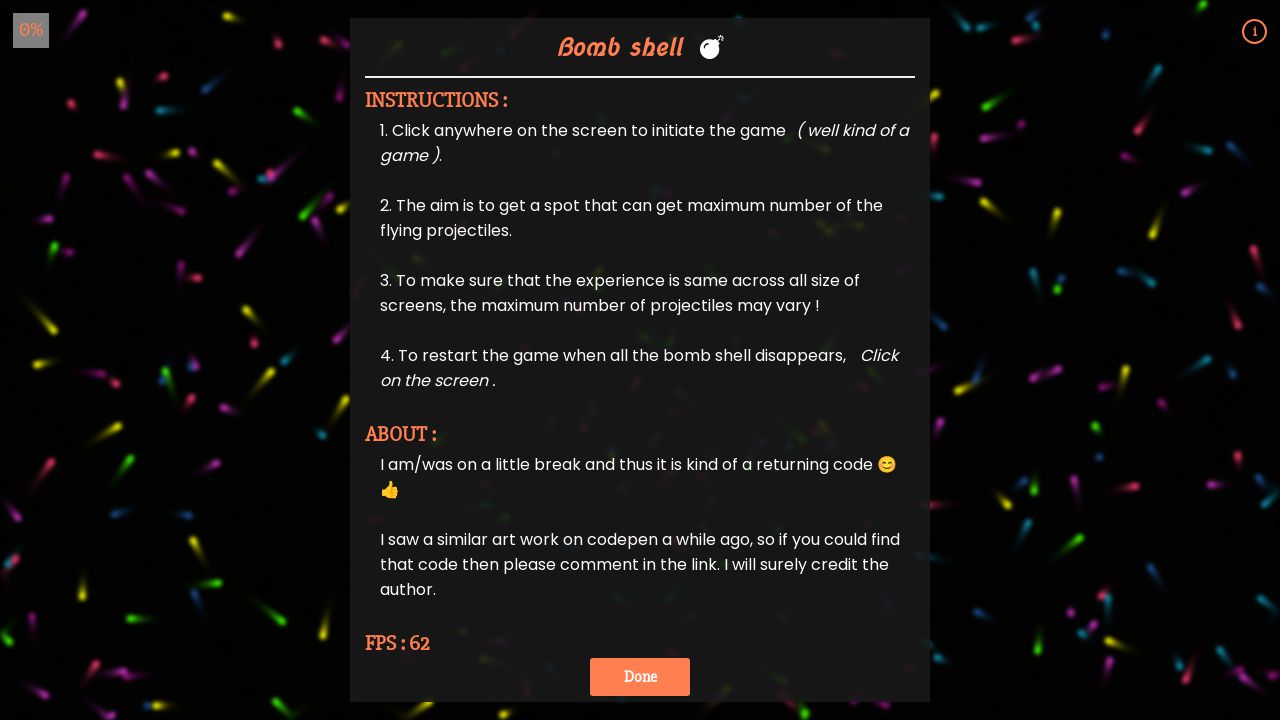 0%
Bomb shell 💣
i
INSTRUCTIONS :
1. Click anywhere on the screen to initiate the game ( well kind of a
game ).
2. The aim is to get a spot that can get maximum number of the
flying projectiles.
3. To make sure that the experience is same across all size of
screens, the maximum number of projectiles may vary !
4. To restart the game when all the bomb shell disappears, Click
on the screen .
ABOUT :
I am/was on a little break and thus it is kind of a returning code 😊
👍
I saw a similar art work on codepen a while ago, so if you could find
that code then please comment in the link. I will surely credit the
author.
FPS : 62
Done